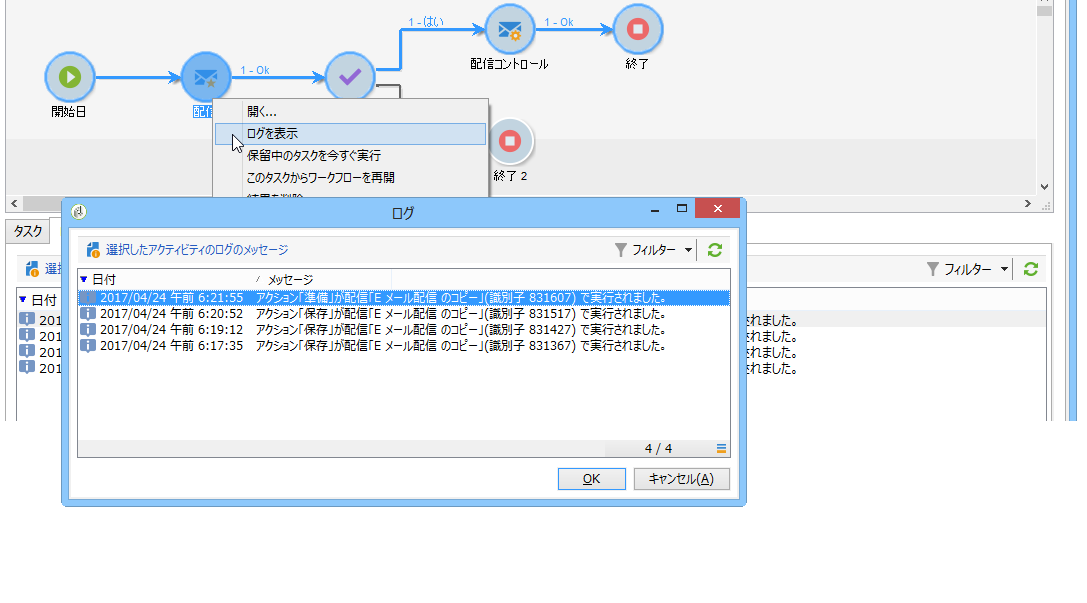 1 - はい
1 - Ok
配信コントロール
終了
1 - Ok
開始日
配信
開く...
ログを表示
保留中のタスクを今すぐ実行
このタスクからワークフローを再開
終了 2
ログ
タスク
選択したアクティビティのログのメッセージ
フィルター
選択
フィルター
日付
メッセージ
日付
2017/04/24 午前 6:21:55 アクション「準備」が配信「E メール配信 のコピー」(識別子 831607) で実行されました。
2017/04/24 午前 6:20:52 アクション「保存」が配信「E メール配信 のコピー」(識別子 831517) で実行されました。
2017/04/24 午前 6:19:12 アクション「保存」が配信「E メール配信 のコピー」(識別子 831427) で実行されました。
2017/04/24 午前 6:17:35 アクション「保存」が配信「E メール配信 のコピー」(識別子 831367) で実行されました。
201
されました。
201
されました。
201
されました。
201
されました。
4 / 4
OK
キャンセル(A)